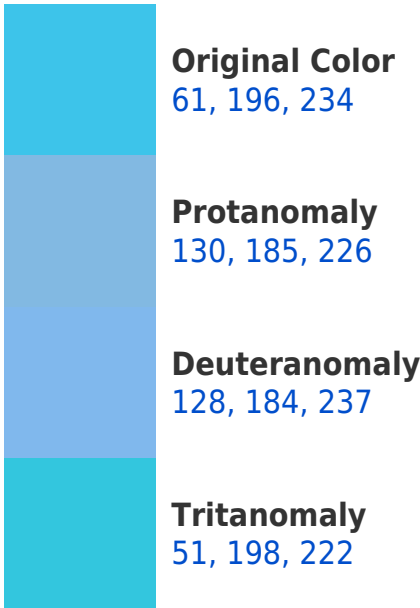 Original Color
61, 196, 234
Protanomaly
130, 185, 226
Deuteranomaly
128, 184, 237
Tritanomaly
51, 198, 222